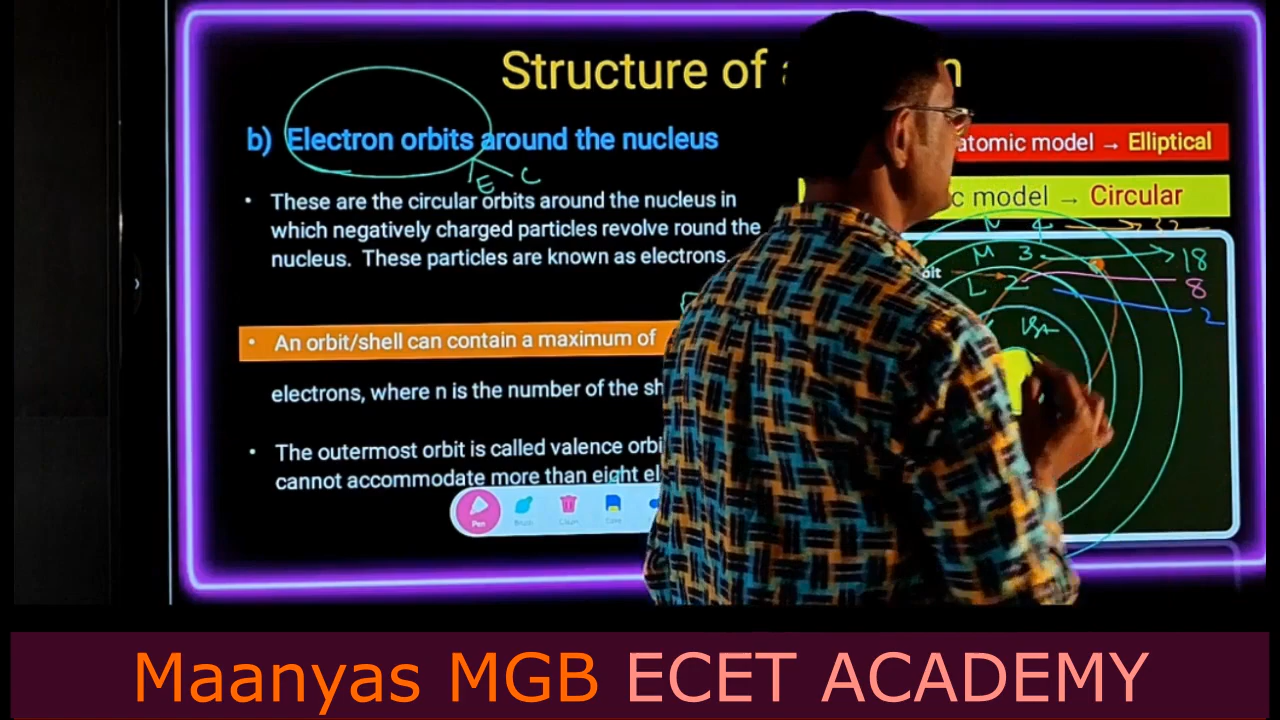 Structure of
b) Electron orbits around the nucleus
E C
• These are the circular orbits around the nucleus in
which negatively charged particles revolve round the
nucleus. These particles are known as electrons.
• An orbit/shell can contain a maximum of
electrons, where n is the number of the sh
• The outermost orbit is called valence orbi
cannot accommodate more than eight el
Pen
atomic model → Elliptical
c model → Circular
N 4 → 32
M 3 → 18
L 2 8
2
Maanyas MGB ECET ACADEMY